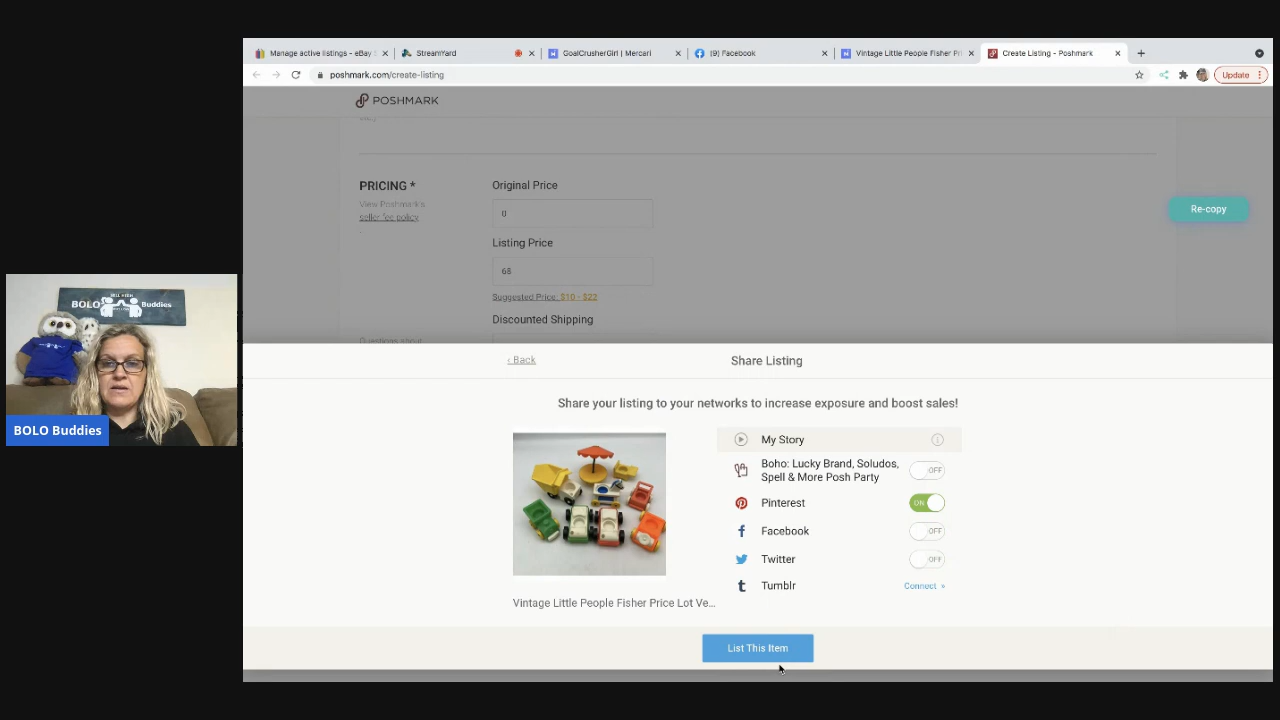 Manage active listings - eBay S
StreamYard
GoalCrusherGirl | Mercari
(9) Facebook
Vintage Little People Fisher Pri
Create Listing - Poshmark
poshmark.com/create-listing
Update
POSHMARK
PRICING *
View Poshmark's
seller fee policy
.
Original Price
0
Listing Price
68
Suggested Price: $10 - $22
Discounted Shipping
Questions about
Re-copy
‹ Back
Share Listing
Share your listing to your networks to increase exposure and boost sales!
My Story
Boho: Lucky Brand, Soludos,
Spell & More Posh Party
OFF
Pinterest
ON
Facebook
OFF
Twitter
OFF
Tumblr
Connect »
Vintage Little People Fisher Price Lot Ve...
List This Item
BOLO Buddies
BOLO Buddies